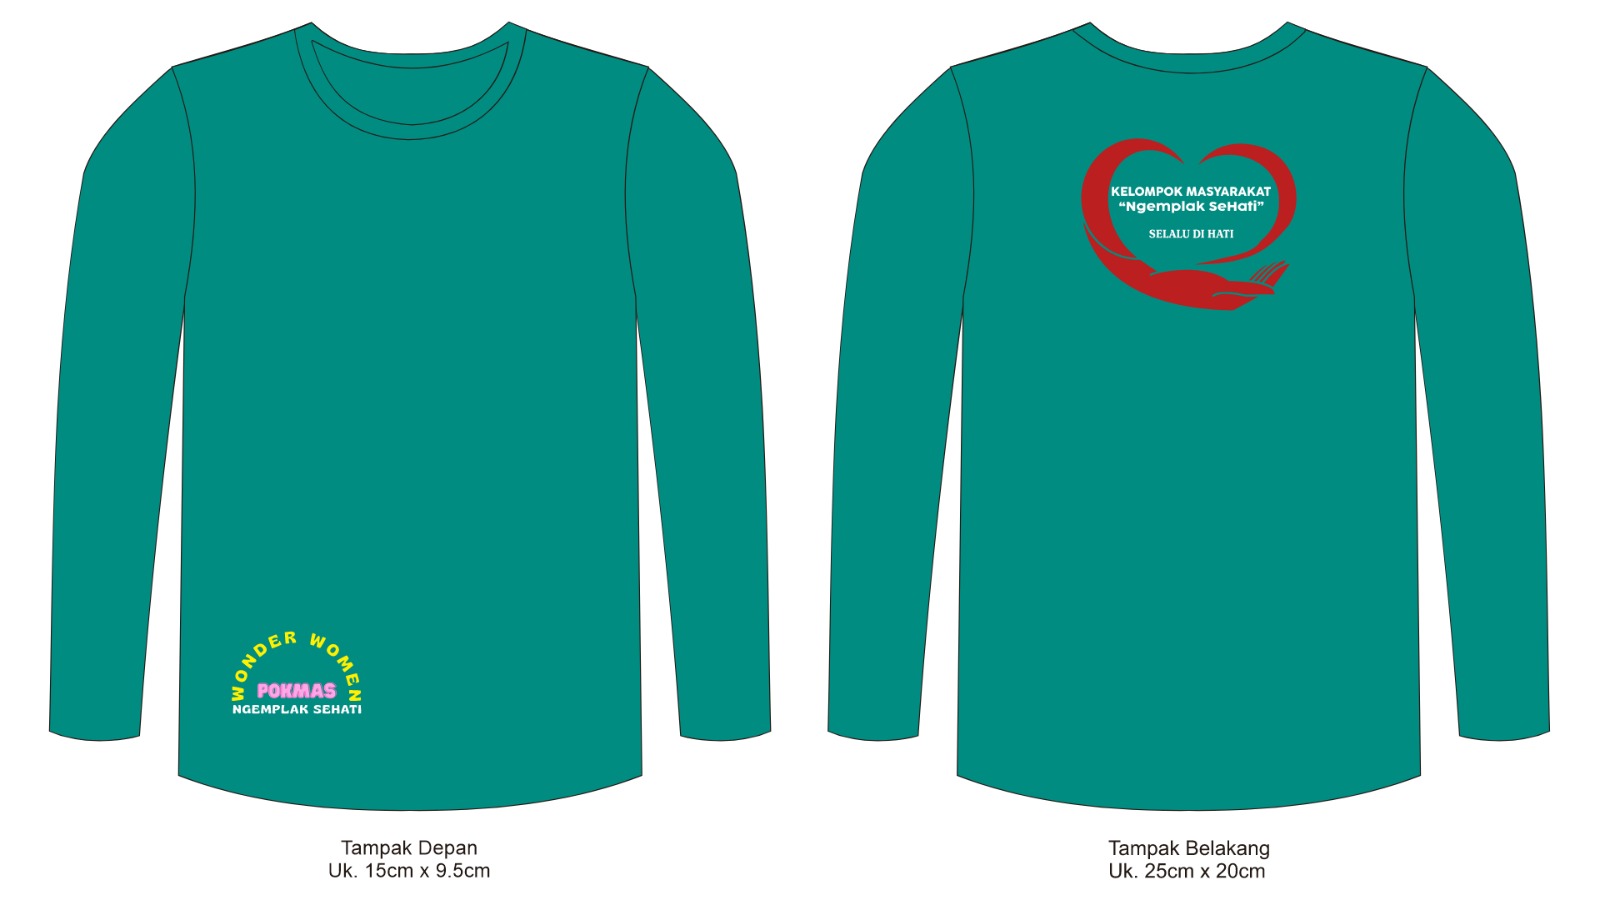 WONDER WOMEN
POKMAS
NGEMPLAK SEHATI
Tampak Depan
Uk. 15cm x 9.5cm
KELOMPOK MASYARAKAT
“Ngemplak SeHati”
SELALU DI HATI
Tampak Belakang
Uk. 25cm x 20cm